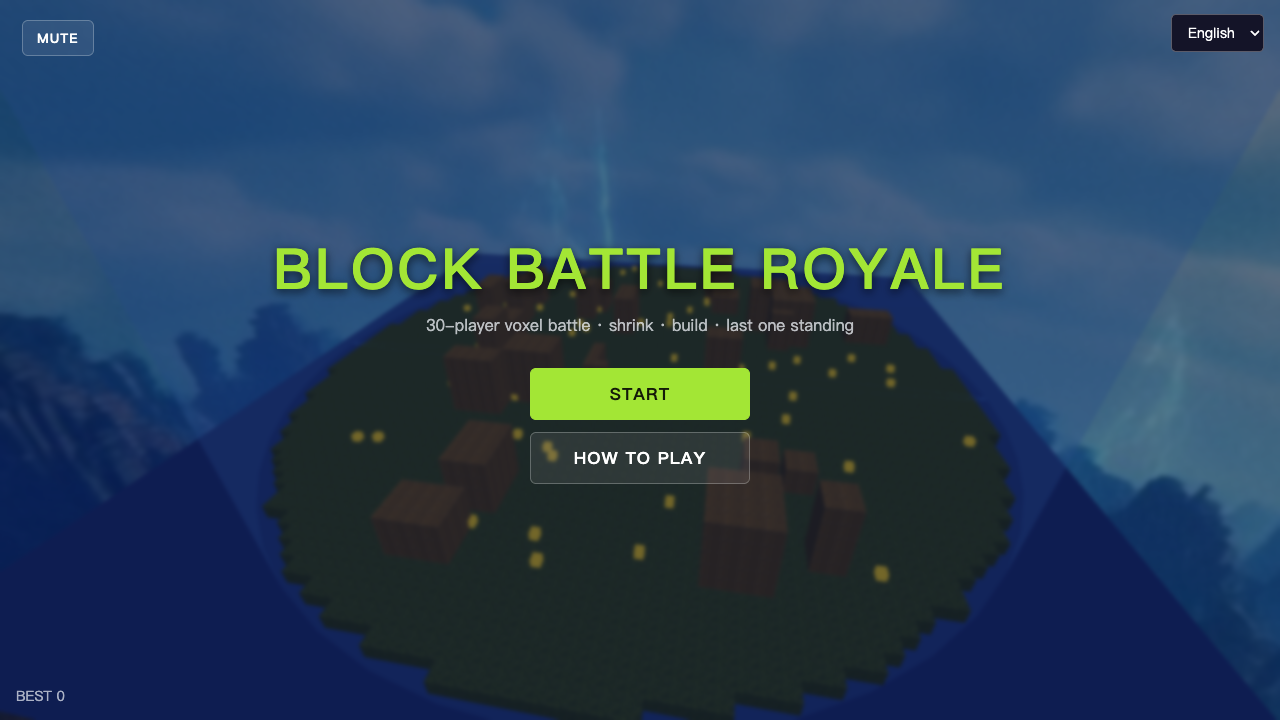 MUTE
English
BLOCK BATTLE ROYALE
30-player voxel battle · shrink · build · last one standing
START
HOW TO PLAY
BEST 0